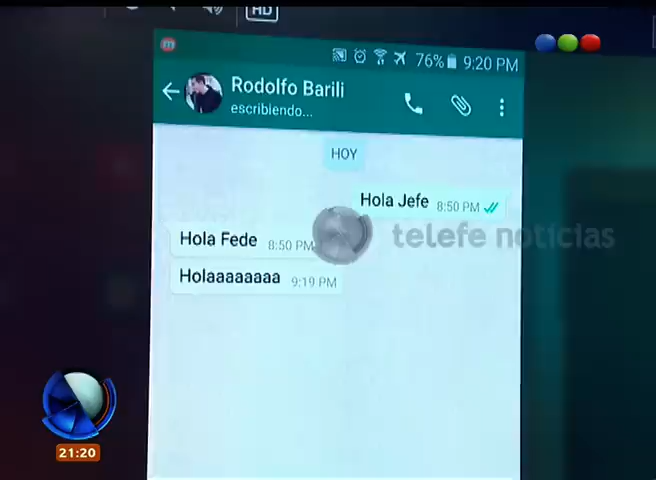 HD
m
76% 9:20 PM
Rodolfo Barili
escribiendo...
HOY
Hola Jefe 8:50 PM
Hola Fede 8:50 PM
telefe noticias
Holaaaaaaaa 9:19 PM
21:20